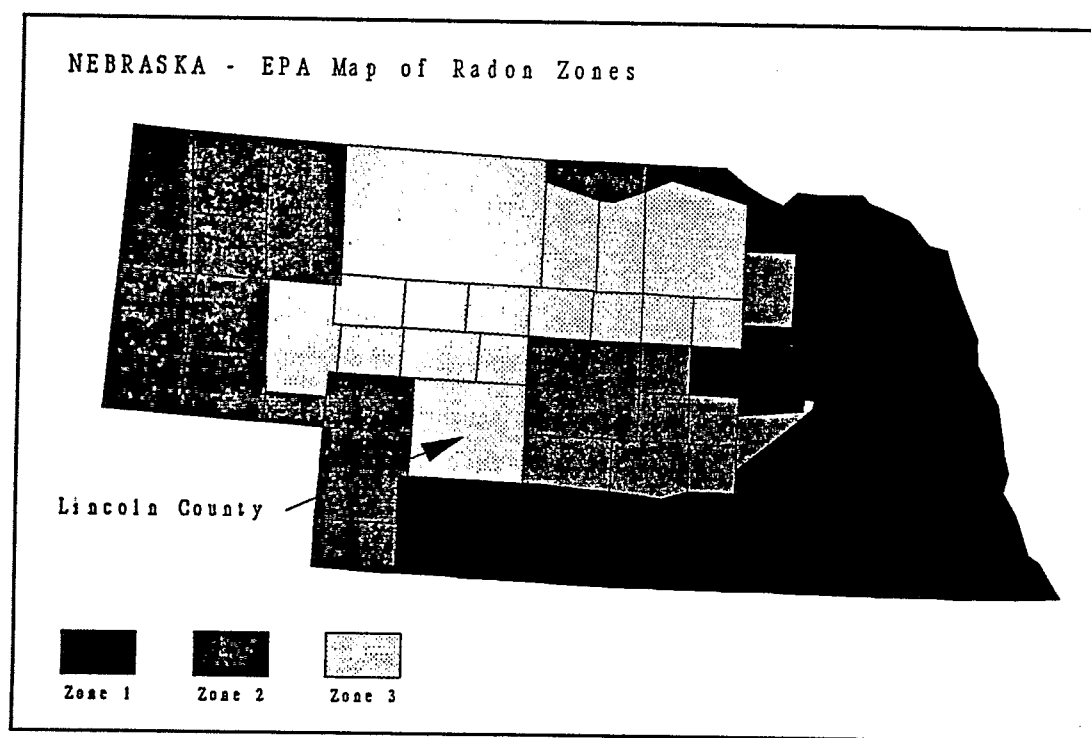 NEBRASKA - EPA Map of Radon Zones
Lincoln County
Zone 1
Zone 2
Zone 3